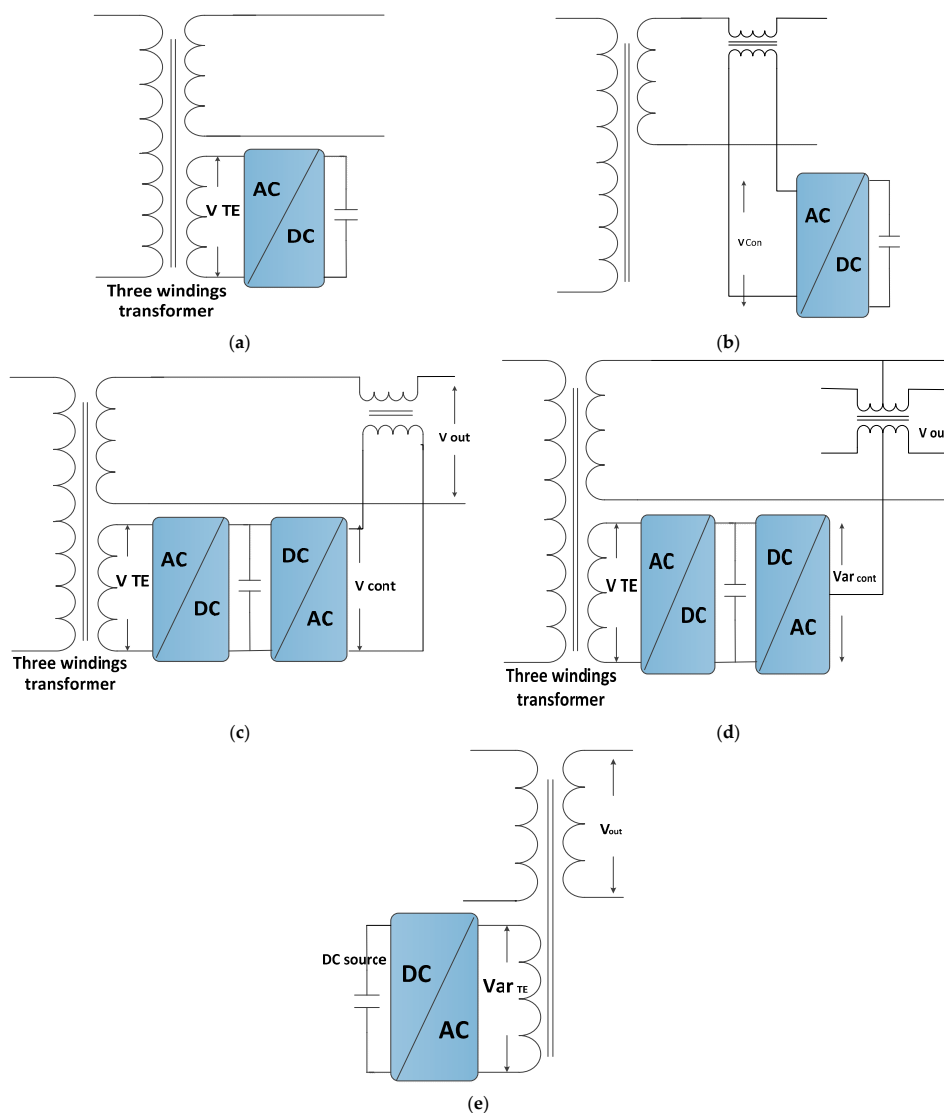 AC
V TE
DC
Three windings
transformer
(a)
AC
V Con
DC
(b)
V out
AC
DC
V TE
V cont
DC
AC
Three windings
transformer
(c)
V ou
AC
DC
V TE
Var cont
DC
AC
Three windings
transformer
(d)
Vout
DC source
DC
Var TE
AC
(e)